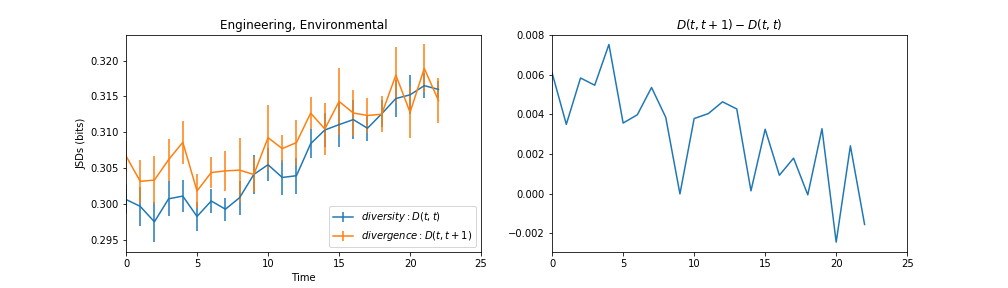 Engineering, Environmental
D(t, t + 1) − D(t, t)
JSDs (bits)
0.320
0.315
0.310
0.305
0.300
0.295
diversity : D(t, t)
divergence : D(t, t + 1)
0 5 10 15 20 25
Time
0.008
0.006
0.004
0.002
0.000
−0.002
0 5 10 15 20 25